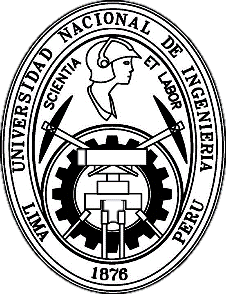 UNIVERSIDAD NACIONAL DE INGENIERIA
SCIENTIA ET LABOR
LIMA
1876
PERU